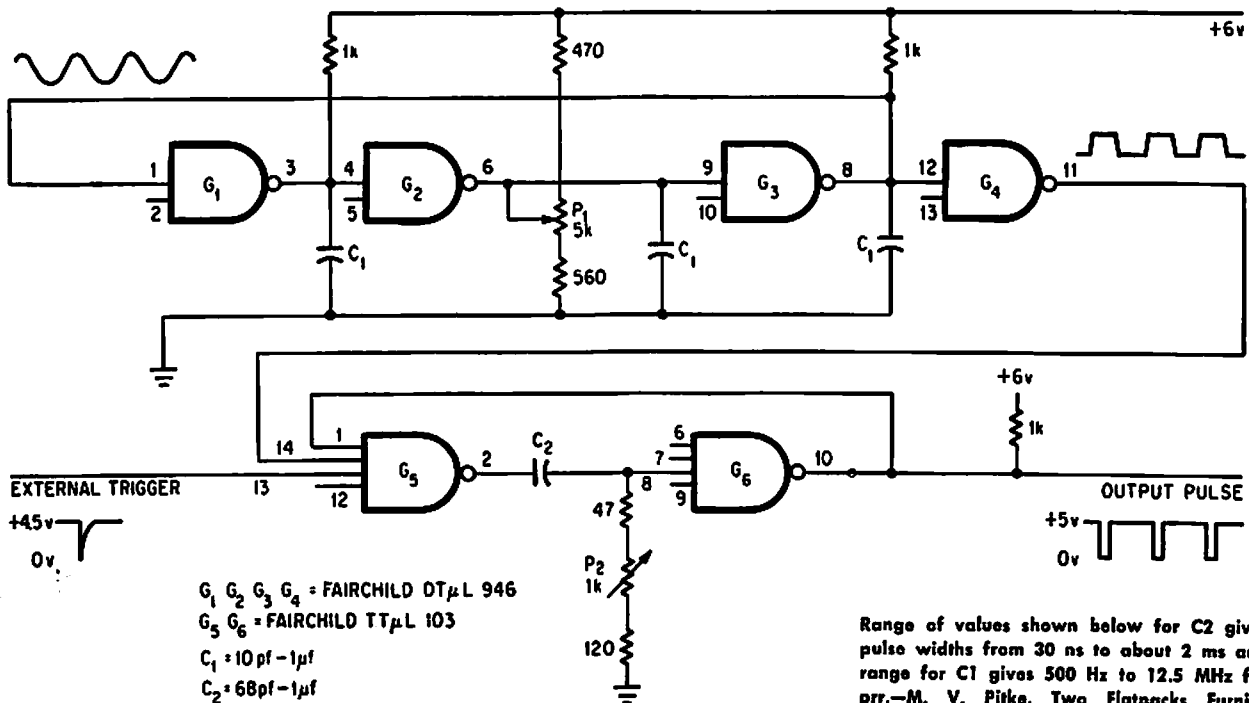 +6v
1k
470
1k
1
2
G₁
3
4
5
G₂
6
P₁
5k
9
10
G₃
8
12
13
G₄
11
C₁
560
C₁
C₁
+6v
1k
1
14
13
12
G₅
2
C₂
6
7
8
9
G₆
10
EXTERNAL TRIGGER
OUTPUT PULSE
+4.5v
0v
47
P₂
1k
120
+5v
0v
G₁ G₂ G₃ G₄ = FAIRCHILD DTμL 946
G₅ G₆ = FAIRCHILD TTμL 103
C₁ = 10pf-1μf
C₂ = 68pf-1μf
Range of values shown below for C2 giv
pulse widths from 30 ns to about 2 ms a
range for C1 gives 500 Hz to 12.5 MHz f
prr.—M. V. Pitke, Two Flatpacks Furni